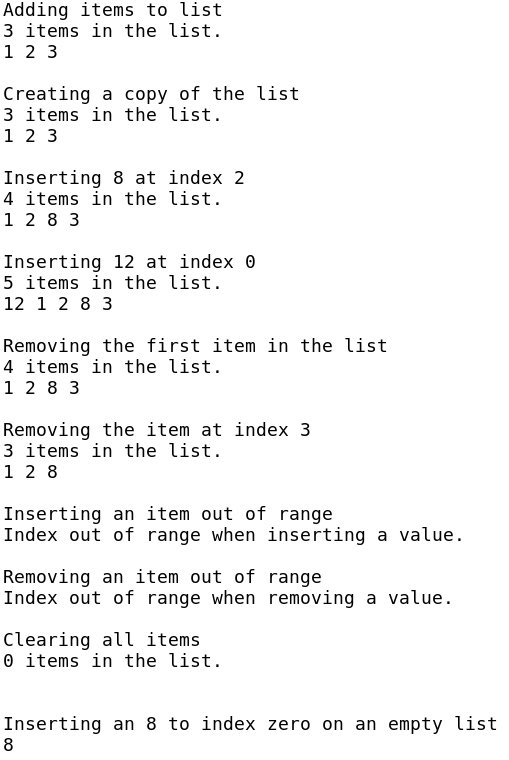 Adding items to list
3 items in the list.
1 2 3

Creating a copy of the list
3 items in the list.
1 2 3

Inserting 8 at index 2
4 items in the list.
1 2 8 3

Inserting 12 at index 0
5 items in the list.
12 1 2 8 3

Removing the first item in the list
4 items in the list.
1 2 8 3

Removing the item at index 3
3 items in the list.
1 2 8

Inserting an item out of range
Index out of range when inserting a value.

Removing an item out of range
Index out of range when removing a value.

Clearing all items
0 items in the list.


Inserting an 8 to index zero on an empty list
8